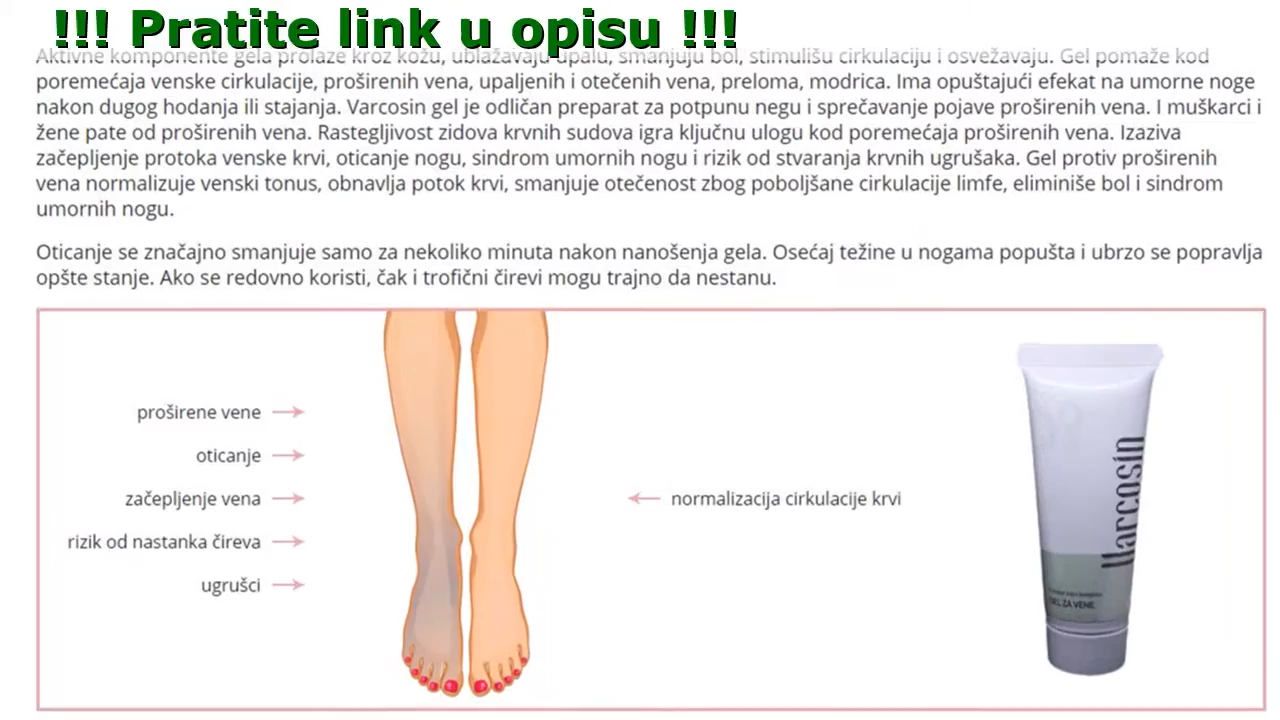 !!! Pratite link u opisu !!!
Aktivne komponente gela prolaze kroz kožu, ublažavaju upalu, smanjuju bol, stimulišu cirkulaciju i osvežavaju. Gel pomaže kod
poremećaja venske cirkulacije, proširenih vena, upaljenih i otečenih vena, preloma, modrica. Ima opuštajući efekat na umorne noge
nakon dugog hodanja ili stajanja. Varcosin gel je odličan preparat za potpunu negu i sprečavanje pojave proširenih vena. I muškarci i
žene pate od proširenih vena. Rastegljivost zidova krvnih sudova igra ključnu ulogu kod poremećaja proširenih vena. Izaziva
začepljenje protoka venske krvi, oticanje nogu, sindrom umornih nogu i rizik od stvaranja krvnih ugrušaka. Gel protiv proširenih
vena normalizuje venski tonus, obnavlja potok krvi, smanjuje otečenost zbog poboljšane cirkulacije limfe, eliminiše bol i sindrom
umornih nogu.
Oticanje se značajno smanjuje samo za nekoliko minuta nakon nanošenja gela. Osećaj težine u nogama popušta i ubrzo se popravlja
opšte stanje. Ako se redovno koristi, čak i trofični čirevi mogu trajno da nestanu.
proširene vene
oticanje
začepljenje vena
rizik od nastanka čireva
ugrušci
normalizacija cirkulacije krvi
Varcosin
GEL ZA VENE